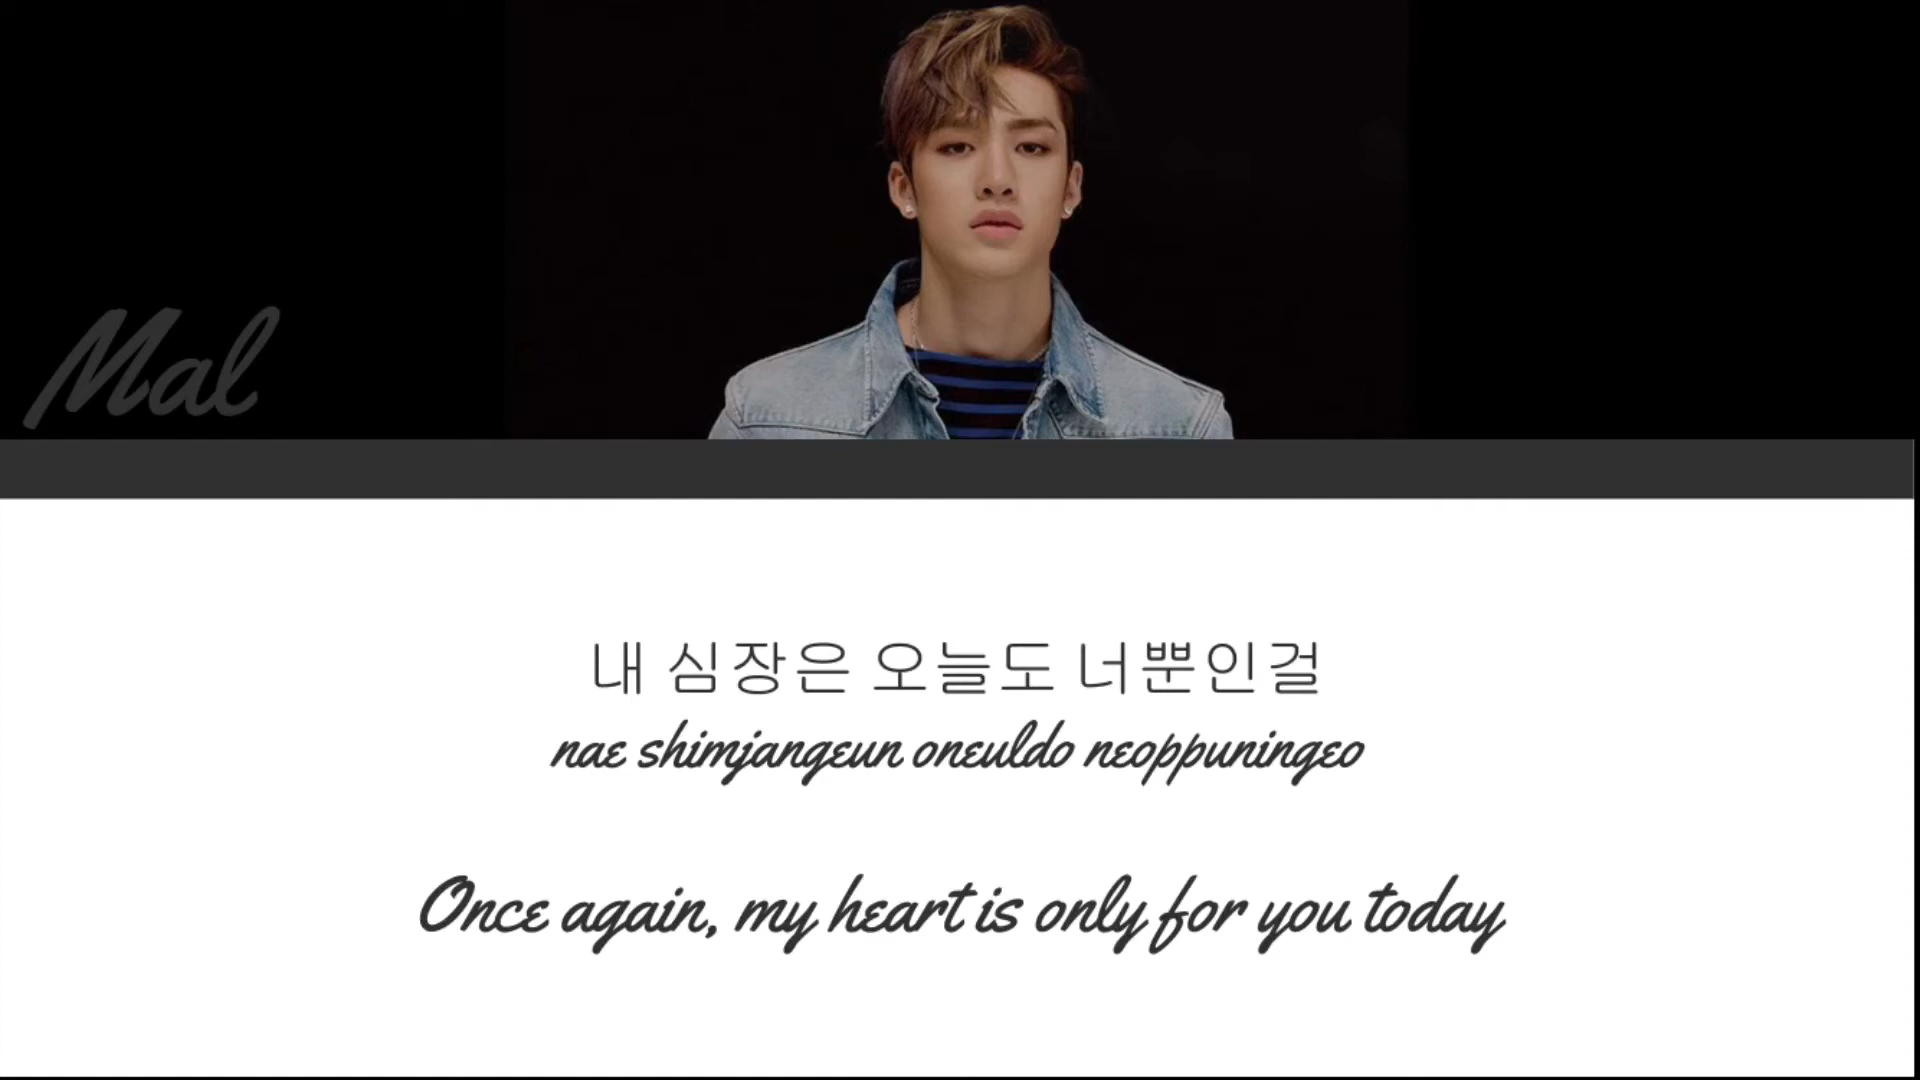 Mal
내 심장은 오늘도 너뿐인걸
nae shimjangeun oneuldo neoppuningeo
Once again, my heart is only for you today